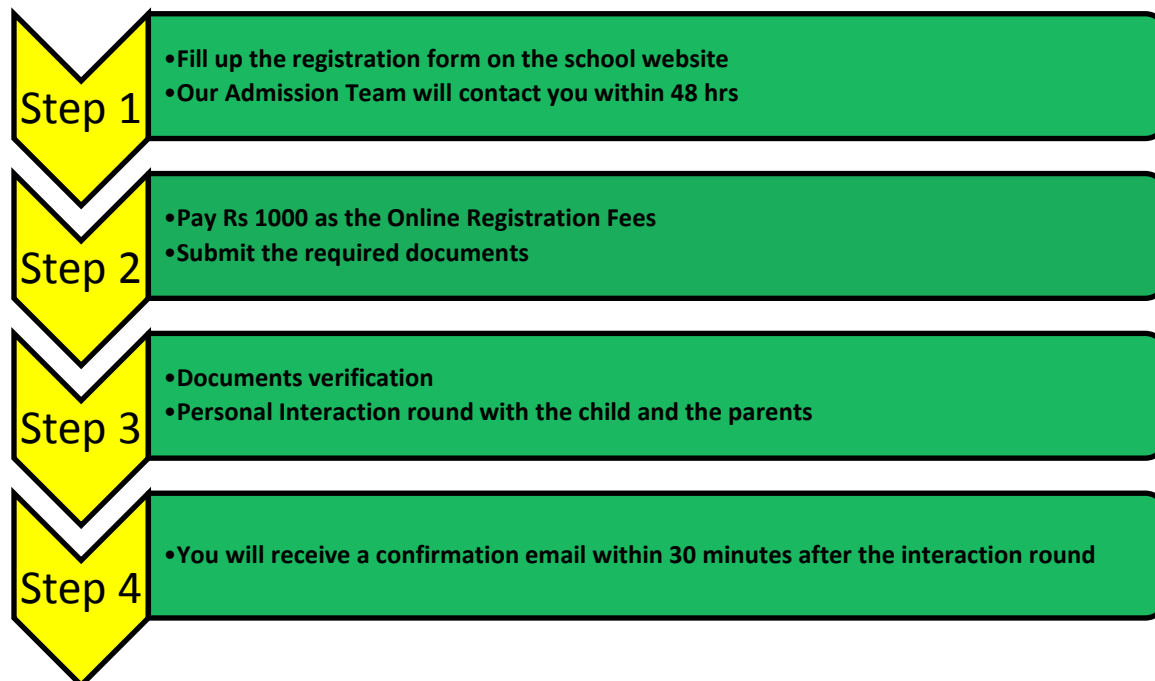 Step 1
•Fill up the registration form on the school website
•Our Admission Team will contact you within 48 hrs
Step 2
•Pay Rs 1000 as the Online Registration Fees
•Submit the required documents
Step 3
•Documents verification
•Personal Interaction round with the child and the parents
Step 4
•You will receive a confirmation email within 30 minutes after the interaction round